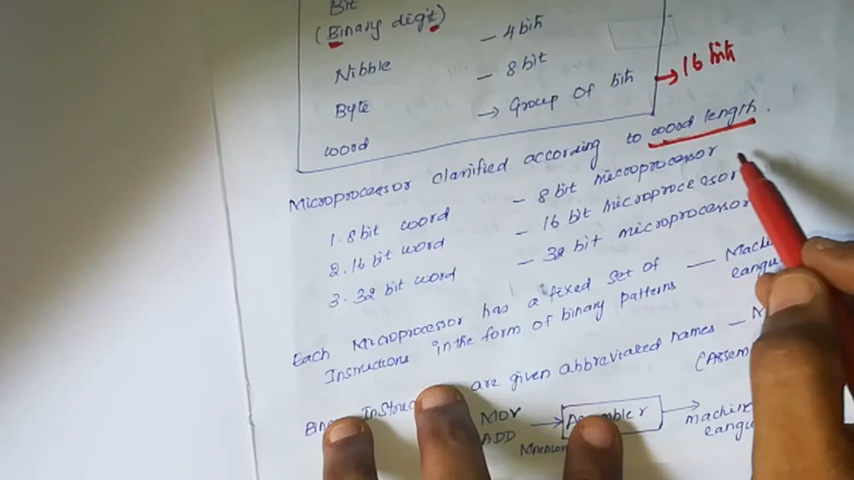 Bit
(Binary digit)
Nibble – 4 bit
Byte – 8 bit
word → Group of bit → 16 bit
Microprocessor classified according to word length.
1. 8 bit word – 8 bit microprocessor
2. 16 bit word – 16 bit microprocessor
3. 32 bit word – 32 bit microprocessor
Each Microprocessor has a fixed set of
Instructions in the form of binary patterns – Machi
Langu
are given abbreviated names –
(Assem
MOV
ADD
machine
Langu